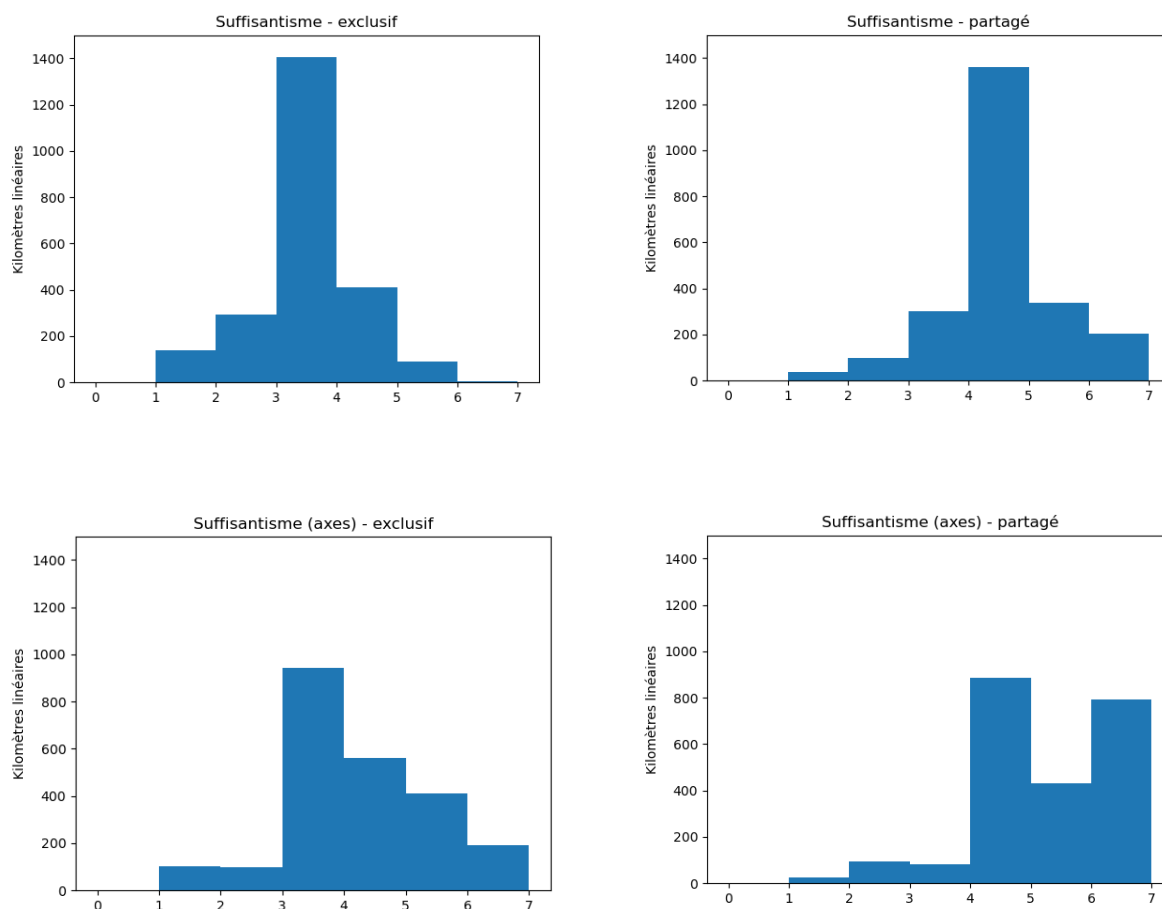 Suffisantisme - exclusif
Kilomètres linéaires
1400
1200
1000
800
600
400
200
0
0 1 2 3 4 5 6 7
Suffisantisme - partagé
Kilomètres linéaires
1400
1200
1000
800
600
400
200
0
0 1 2 3 4 5 6 7
Suffisantisme (axes) - exclusif
Kilomètres linéaires
1400
1200
1000
800
600
400
200
0
0 1 2 3 4 5 6 7
Suffisantisme (axes) - partagé
Kilomètres linéaires
1400
1200
1000
800
600
400
200
0
0 1 2 3 4 5 6 7